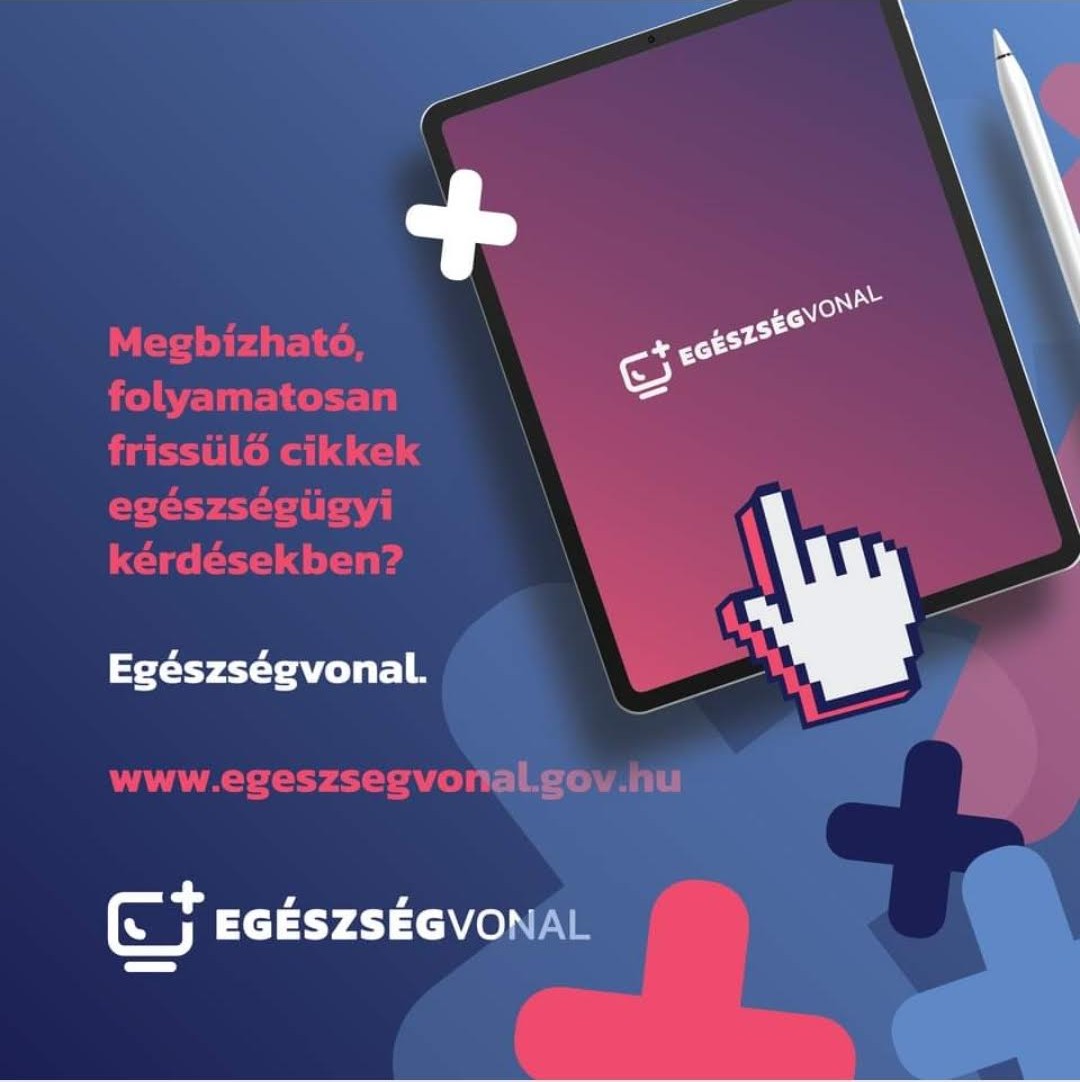 EGÉSZSÉGVONAL
Megbízható,
folyamatosan
frissülő cikkek
egészségügyi
kérdésekben?
Egészségvonal.
www.egeszsegvonal.gov.hu
EGÉSZSÉGVONAL